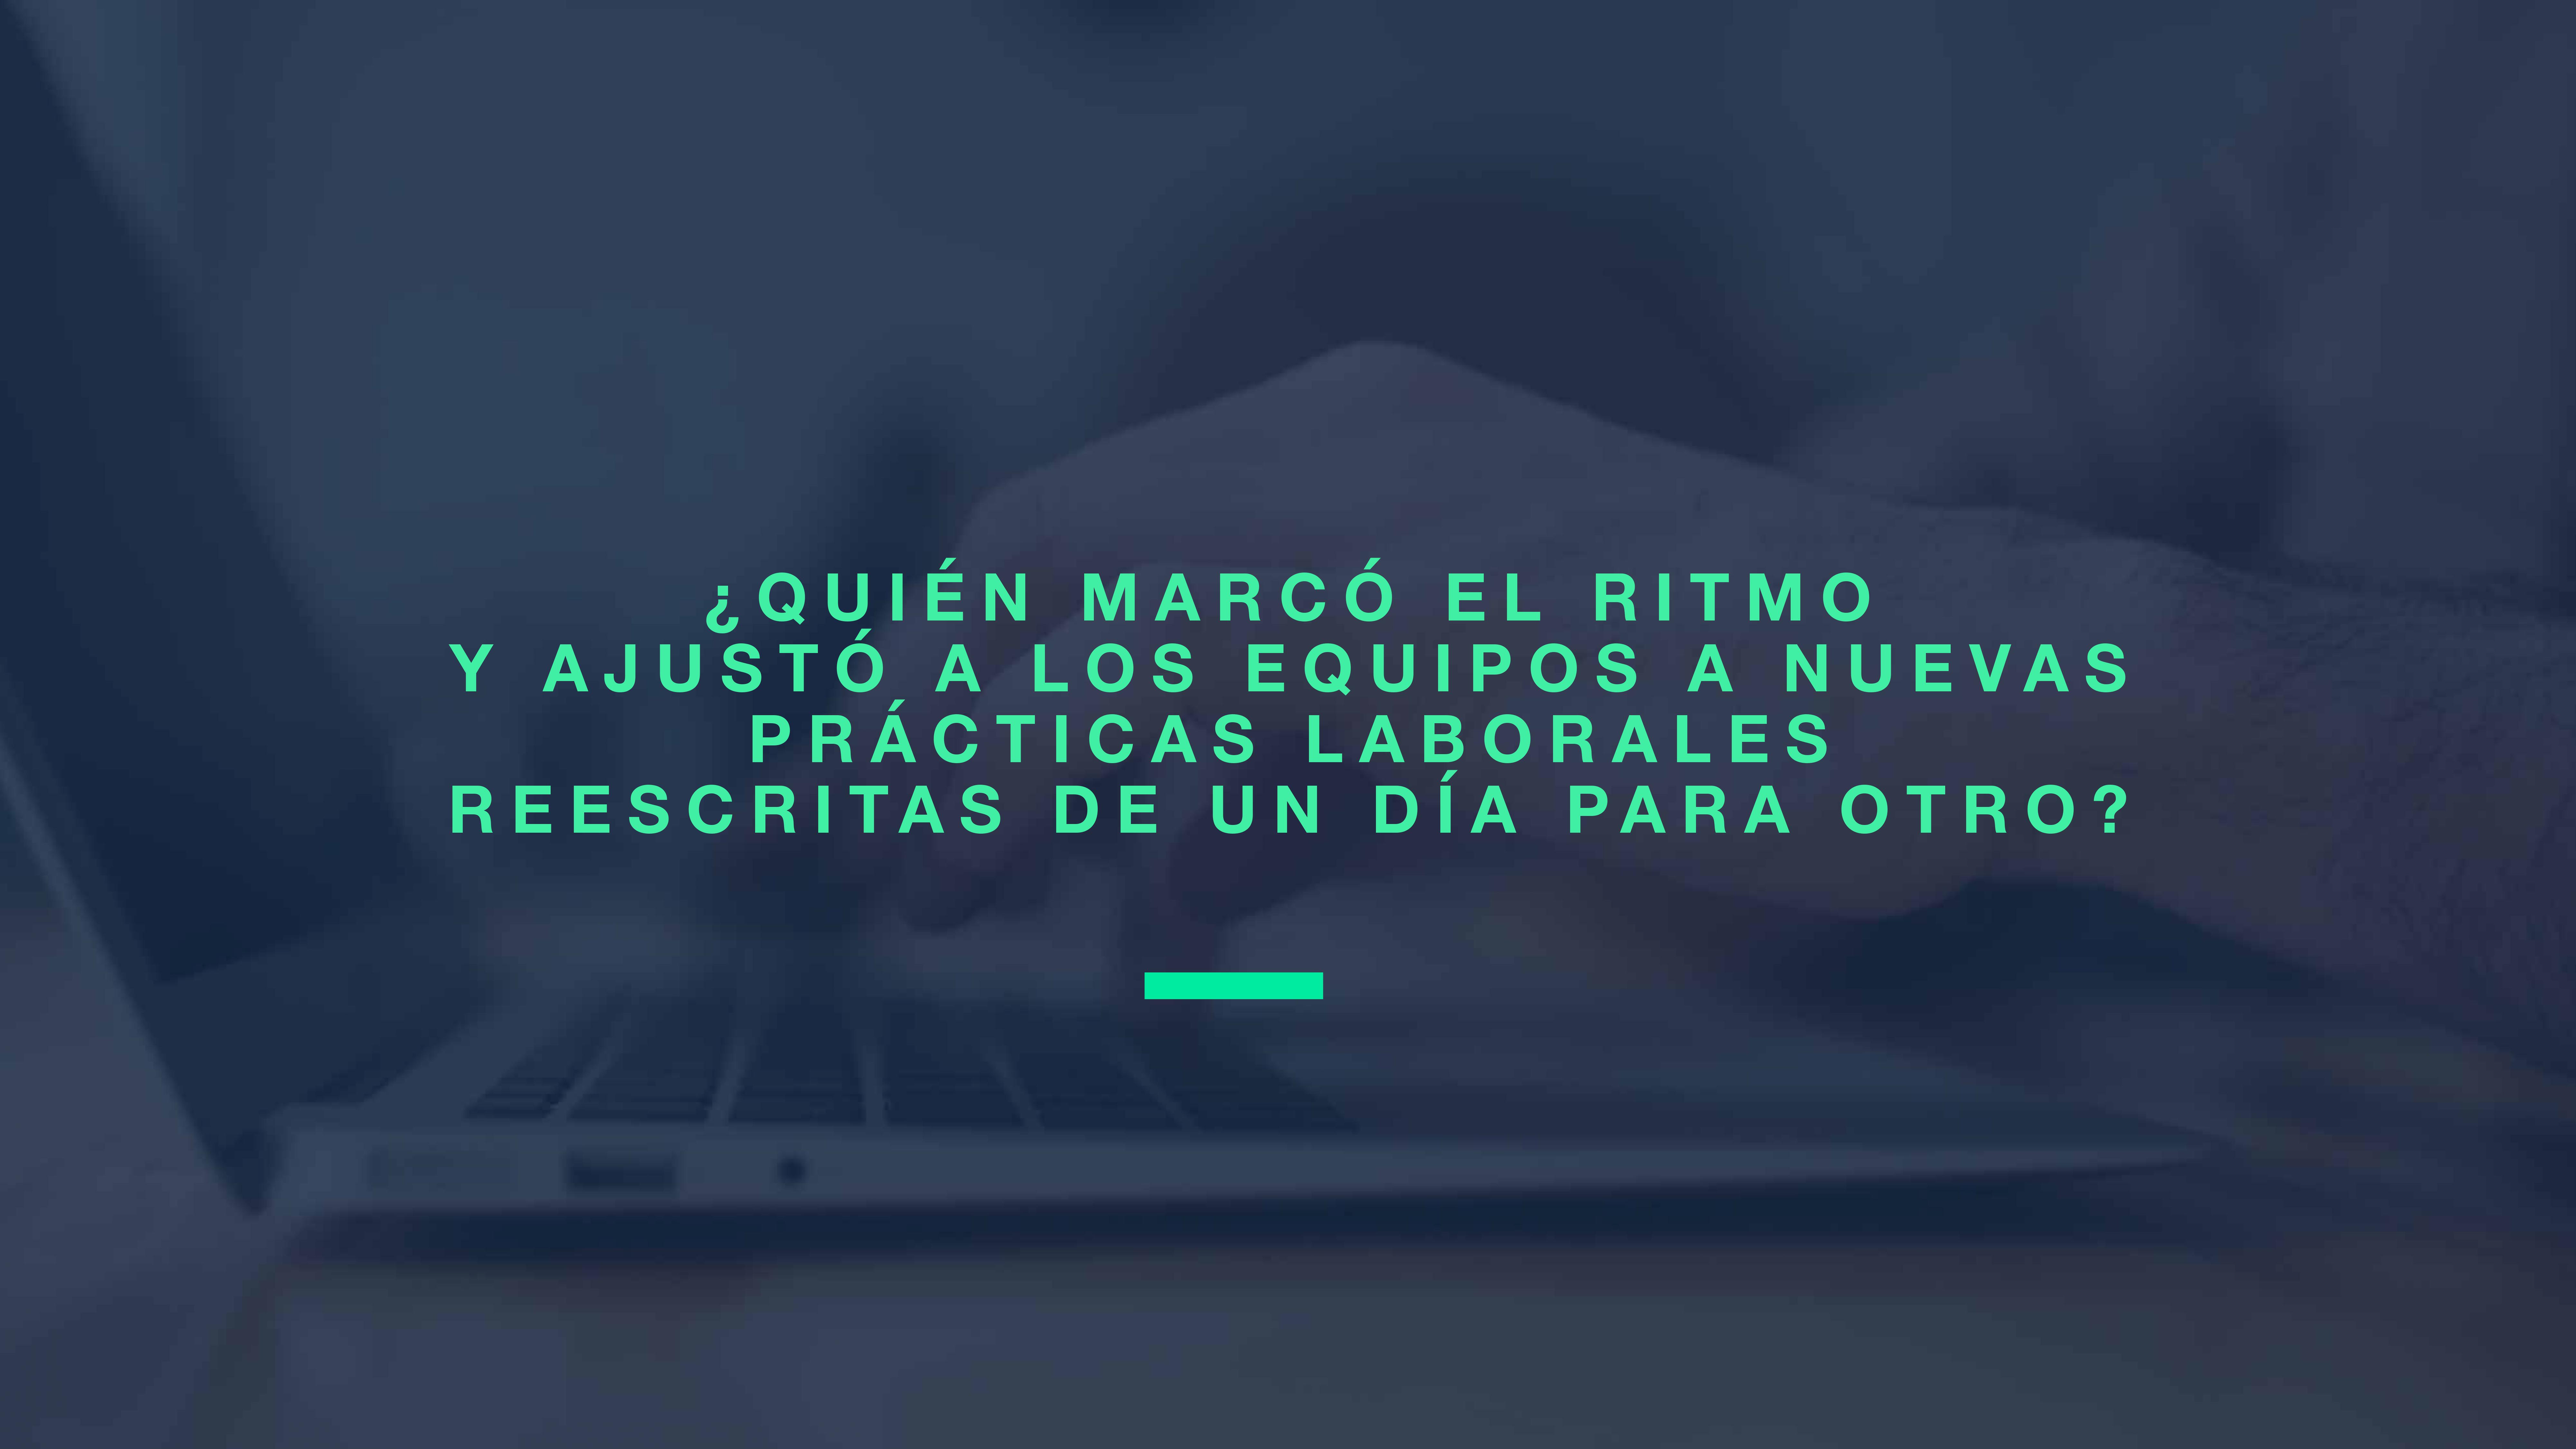 ¿QUIÉN MARCÓ EL RITMO
Y AJUSTÓ A LOS EQUIPOS A NUEVAS
PRÁCTICAS LABORALES
REESCRITAS DE UN DÍA PARA OTRO?